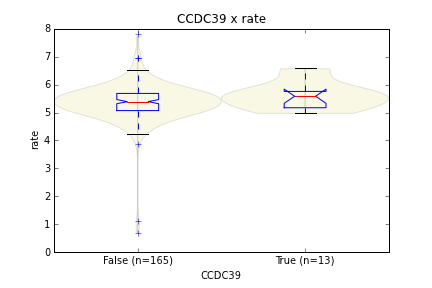 CCDC39 x rate
8
7
6
5
4
3
2
1
0
rate
False (n=165) True (n=13)
CCDC39